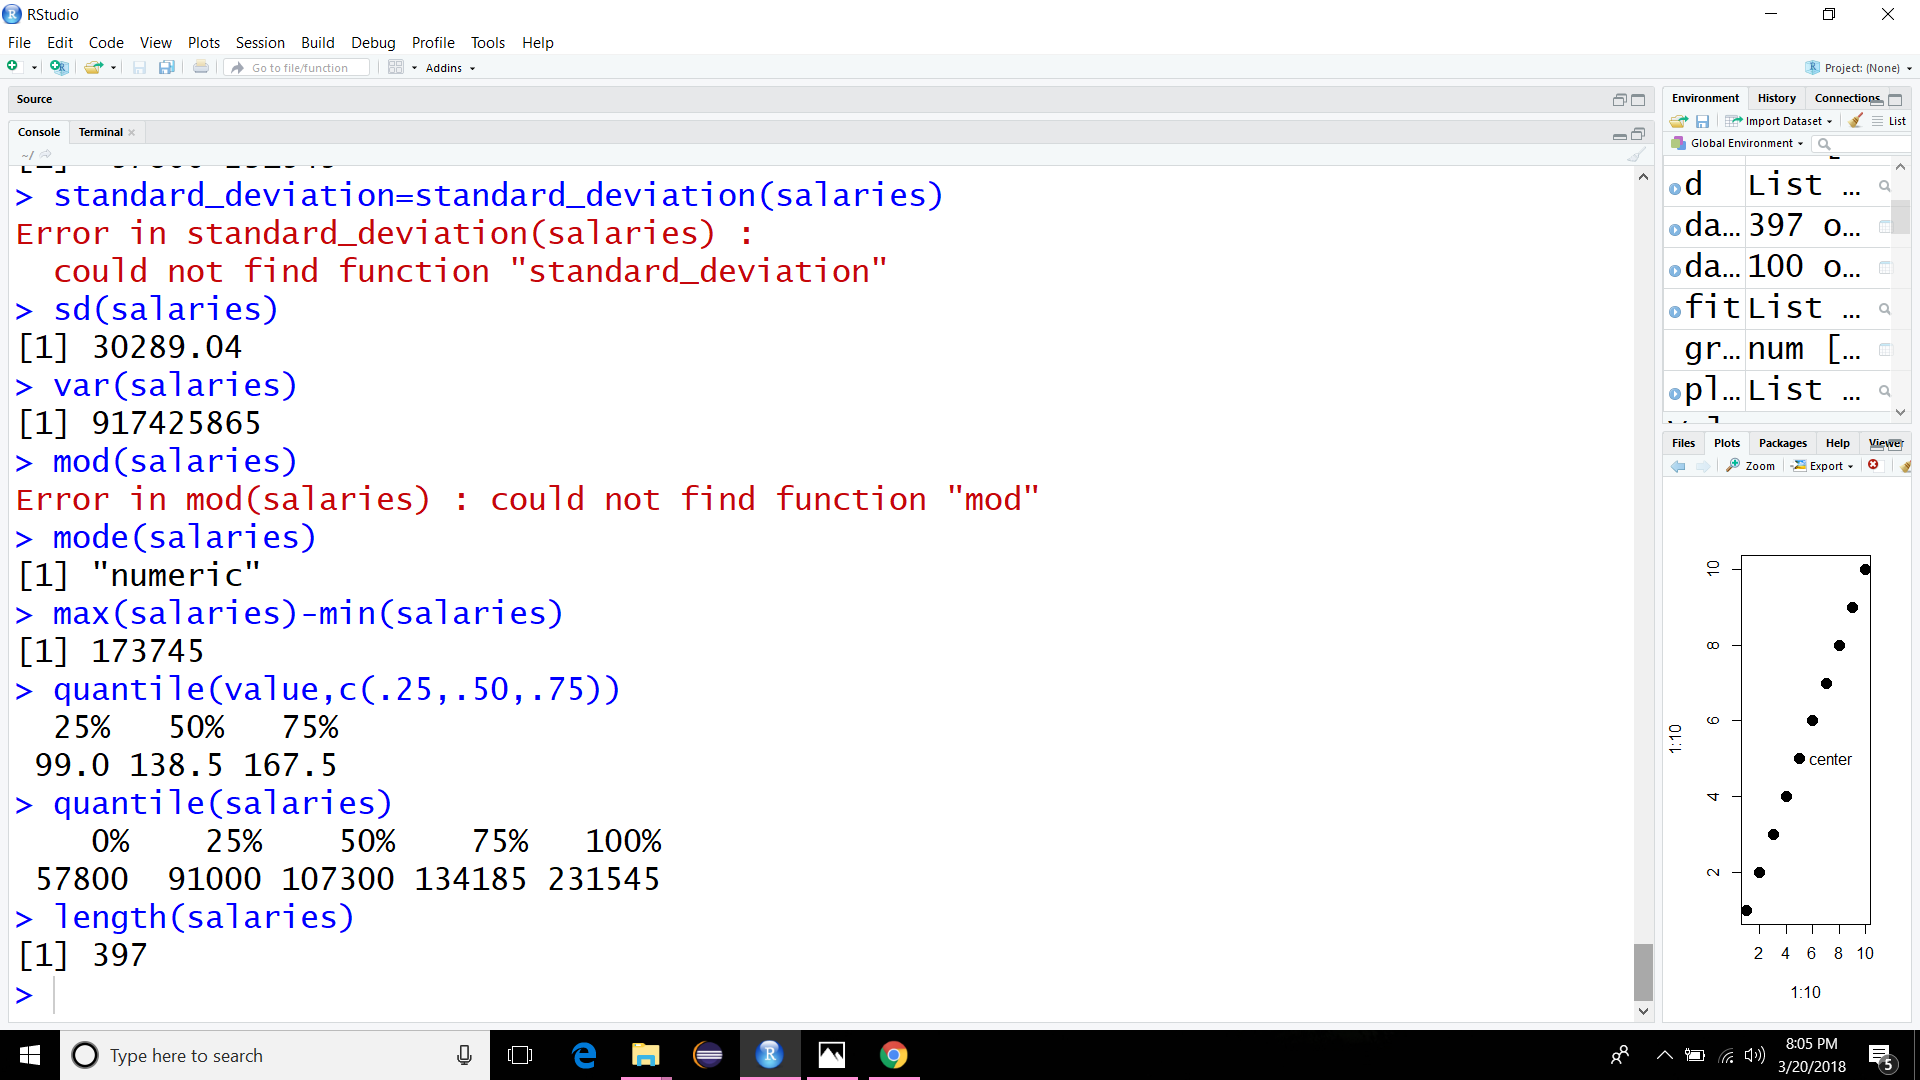 RStudio
File Edit Code View Plots Session Build Debug Profile Tools Help
Go to file/function Addins Project: (None)
Source
Console Terminal
~/
> standard_deviation=standard_deviation(salaries)
Error in standard_deviation(salaries) :
could not find function "standard_deviation"
> sd(salaries)
[1] 30289.04
> var(salaries)
[1] 917425865
> mod(salaries)
Error in mod(salaries) : could not find function "mod"
> mode(salaries)
[1] "numeric"
> max(salaries)-min(salaries)
[1] 173745
> quantile(value,c(.25,.50,.75))
25% 50% 75%
99.0 138.5 167.5
> quantile(salaries)
0% 25% 50% 75% 100%
57800 91000 107300 134185 231545
> length(salaries)
[1] 397
>
Environment History Connections
Import Dataset List
Global Environment
d List ...
da... 397 o...
da... 100 o...
fit List ...
gr... num [...
pl... List ...
Files Plots Packages Help Viewer
Zoom Export
10
8
6
4
2
1:10
center
2 4 6 8 10
1:10
Type here to search
8:05 PM
3/20/2018
5